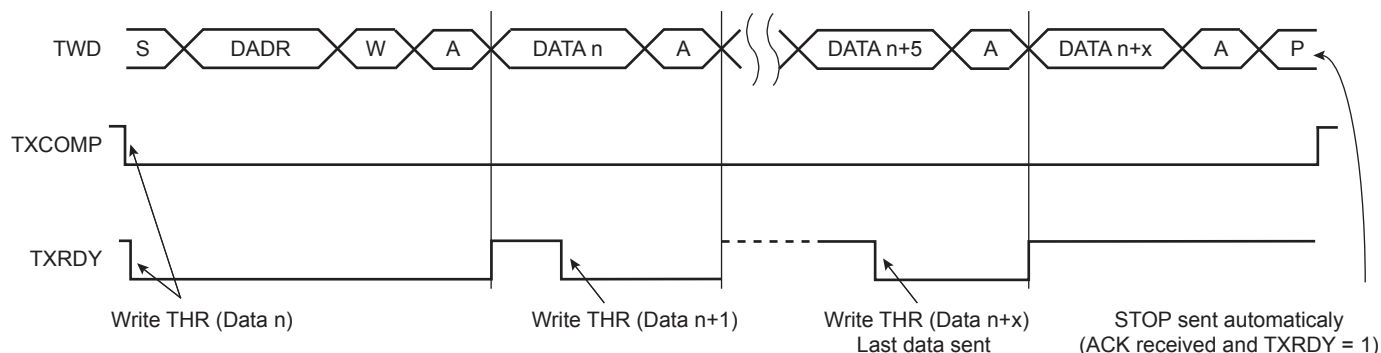 TWD S DADR W A DATA n A DATA n+5 A DATA n+x A P
TXCOMP
TXRDY
Write THR (Data n)
Write THR (Data n+1)
Write THR (Data n+x)
Last data sent
STOP sent automaticaly
(ACK received and TXRDY = 1)